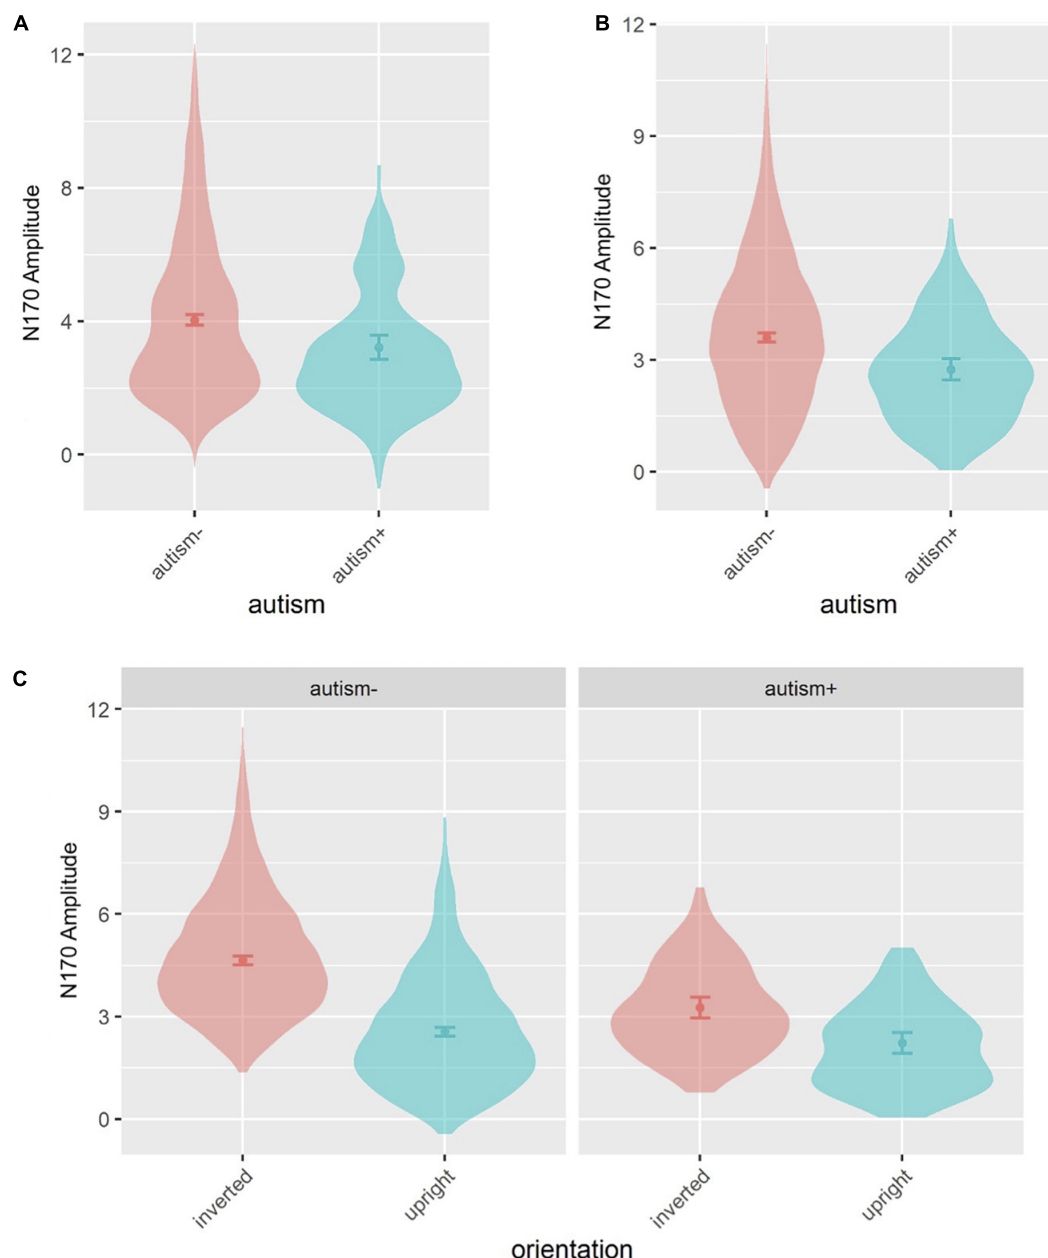 A
12
8
4
0
N170 Amplitude
autism-
autism+
autism
B
12
9
6
3
0
N170 Amplitude
autism-
autism+
autism
C
autism-
autism+
12
9
6
3
0
N170 Amplitude
inverted
upright
inverted
upright
orientation